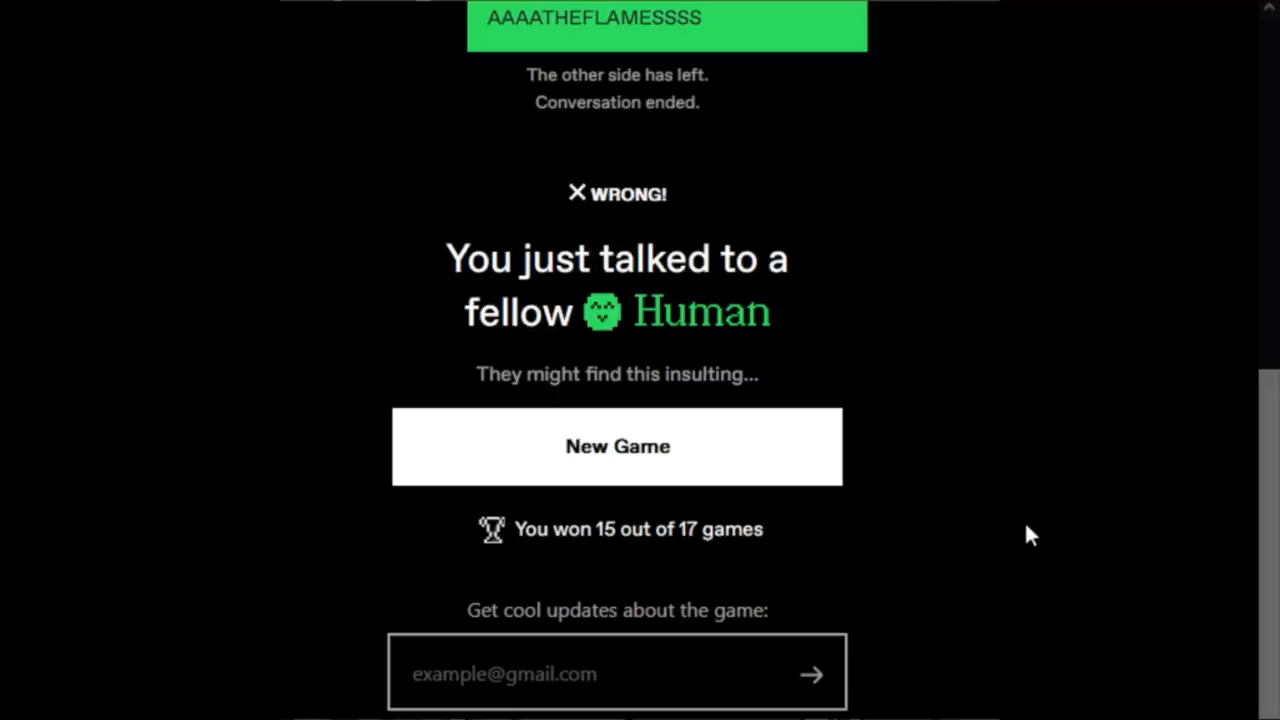 AAAATHEFLAMESSSS
The other side has left.
Conversation ended.
WRONG!
You just talked to a
fellow Human
They might find this insulting...
New Game
You won 15 out of 17 games
Get cool updates about the game:
example@gmail.com